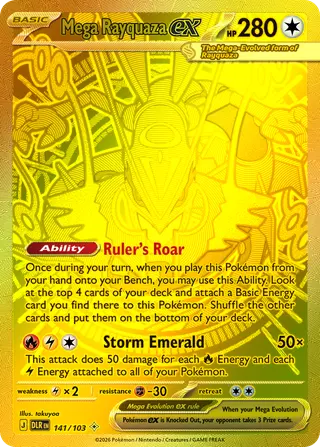 BASIC
Mega Rayquaza ex HP 280
The Mega-Evolved form of
Rayquaza
Ability Ruler's Roar
Once during your turn, when you play this Pokémon from
your hand onto your Bench, you may use this Ability. Look
at the top 4 cards of your deck and attach a Basic Energy
card you find there to this Pokémon. Shuffle the other
cards and put them on the bottom of your deck.
Storm Emerald 50×
This attack does 50 damage for each Energy and each
Energy attached to all of your Pokémon.
weakness ×2 resistance -30 retreat
Illus. takuyoa
Mega Evolution ex rule When your Mega Evolution
Pokémon ex is Knocked Out, your opponent takes 3 Prize cards.
J DLR EN 141/103
©2026 Pokémon / Nintendo / Creatures / GAME FREAK